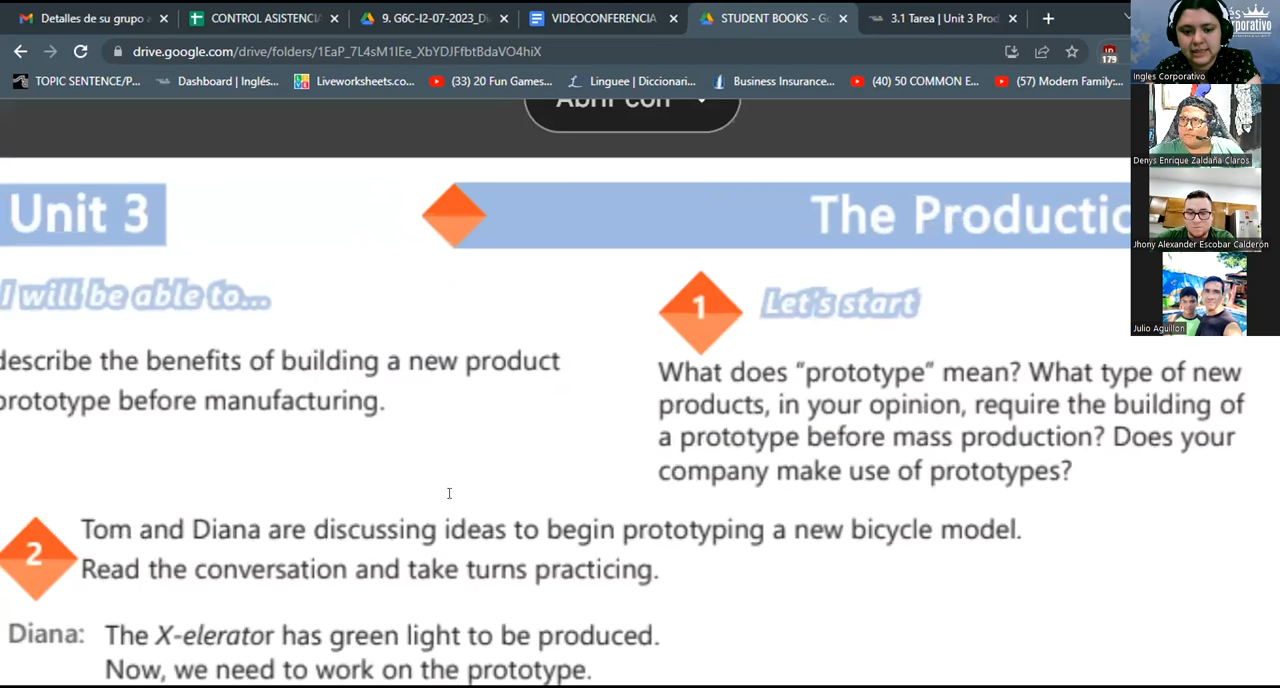 Detalles de su grupo
CONTROL ASISTENCI
9. G6C-I2-07-2023_Di
VIDEOCONFERENCIA
STUDENT BOOKS - Go
3.1 Tarea | Unit 3 Prod
drive.google.com/drive/folders/1EaP_7L4sM1IEe_XbYDJFfbtBdaVO4hiX
179
TOPIC SENTENCE/P...
Dashboard | Inglés...
Liveworksheets.co...
(33) 20 Fun Games...
Linguee | Diccionari...
Business Insurance...
(40) 50 COMMON E...
(57) Modern Family:...
Ingles Corporativo
Denys Enrique Zaldaña Claros
Jhony Alexander Escobar Calderón
Julio Aguillon
Abrir con
Unit 3
The Productio
I will be able to...
describe the benefits of building a new product
prototype before manufacturing.
1
Let's start
What does "prototype" mean? What type of new
products, in your opinion, require the building of
a prototype before mass production? Does your
company make use of prototypes?
2
Tom and Diana are discussing ideas to begin prototyping a new bicycle model.
Read the conversation and take turns practicing.
Diana: The X-elerator has green light to be produced.
Now, we need to work on the prototype.